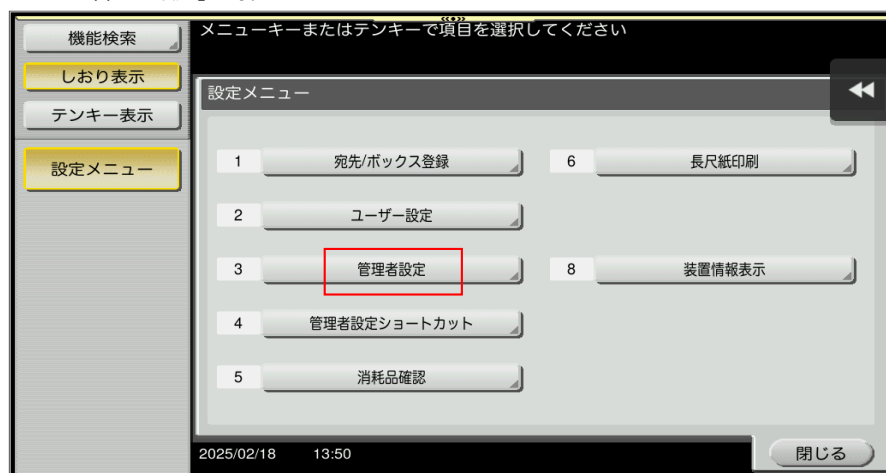 メニューキーまたはテンキーで項目を選択してください
機能検索
しおり表示
テンキー表示
設定メニュー
設定メニュー
1 宛先/ボックス登録
2 ユーザー設定
3 管理者設定
4 管理者設定ショートカット
5 消耗品確認
6 長尺紙印刷
8 装置情報表示
2025/02/18 13:50
閉じる